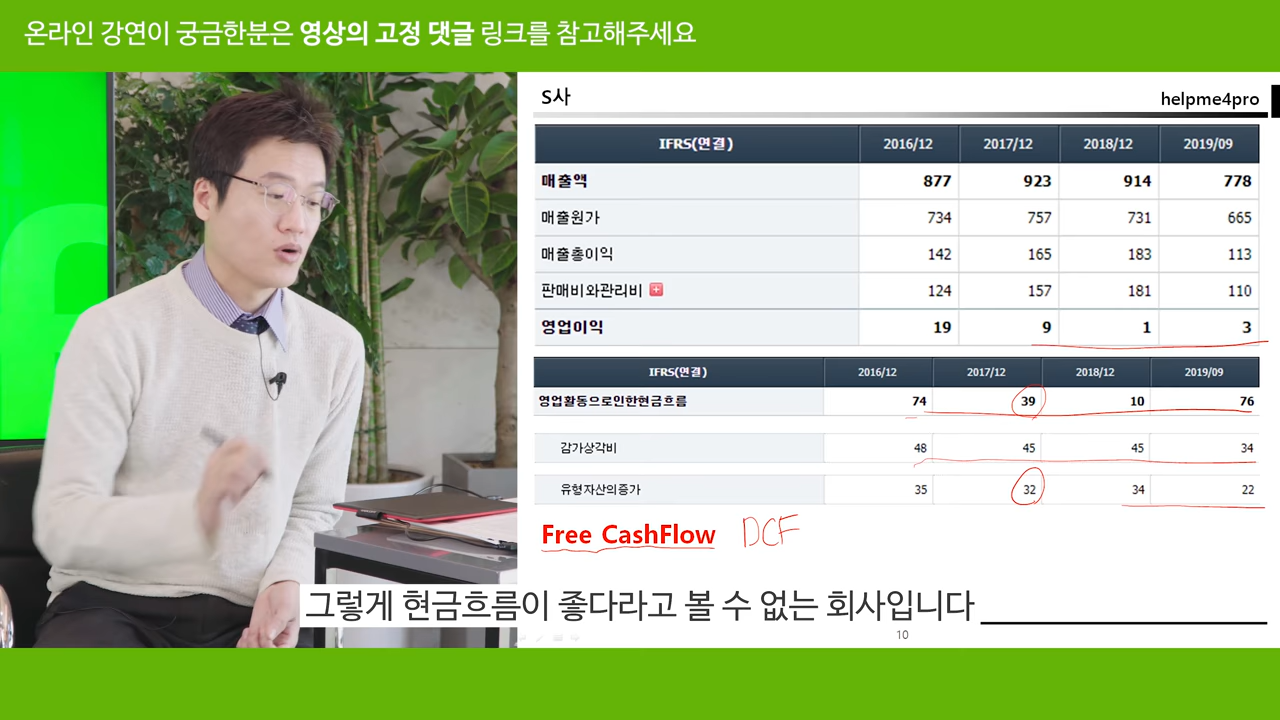 온라인 강연이 궁금한분은 영상의 고정 댓글 링크를 참고해주세요
S사
helpme4pro
IFRS(연결) 2016/12 2017/12 2018/12 2019/09
매출액 877 923 914 778
매출원가 734 757 731 665
매출총이익 142 165 183 113
판매비와관리비 124 157 181 110
영업이익 19 9 1 3
IFRS(연결) 2016/12 2017/12 2018/12 2019/09
영업활동으로인한현금흐름 74 39 10 76
감가상각비 48 45 45 34
유형자산의증가 35 32 34 22
Free CashFlow DCF
그렇게 현금흐름이 좋다라고 볼 수 없는 회사입니다
10